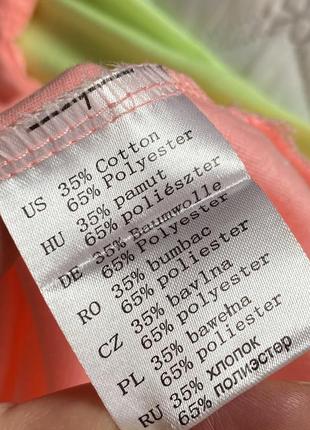 US 35% Cotton
65% Polyester
HU 35% pamut
65% poliészter
DE 35% Baumwolle
65% Polyester
RO 35% bumbac
65% poliester
CZ 35% bavlna
65% polyester
PL 35% bawełna
65% poliester
RU 35% хлопок
65% полиэстер